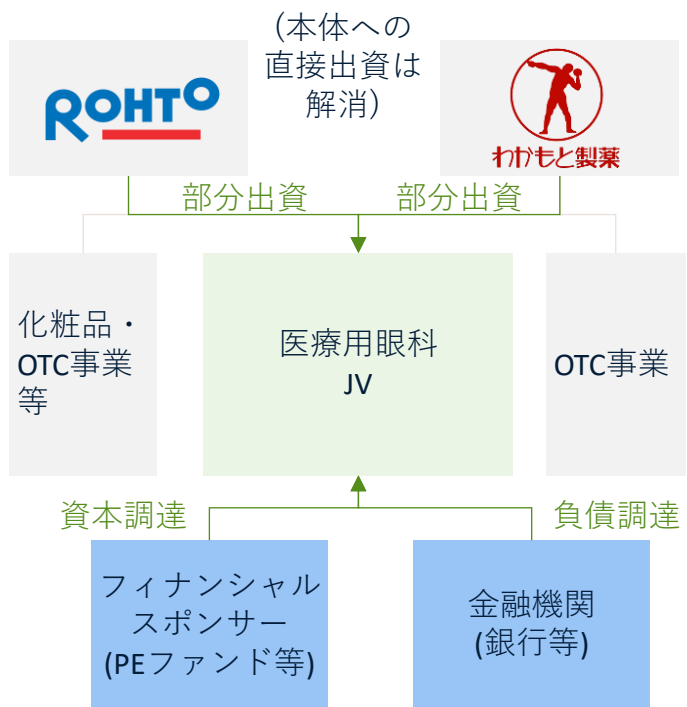 (本体への
直接出資は
解消)
ROHTO
わかもと製薬
部分出資
部分出資
化粧品・
OTC事業
等
医療用眼科
JV
OTC事業
資本調達
負債調達
フィナンシャル
スポンサー
(PEファンド等)
金融機関
(銀行等)